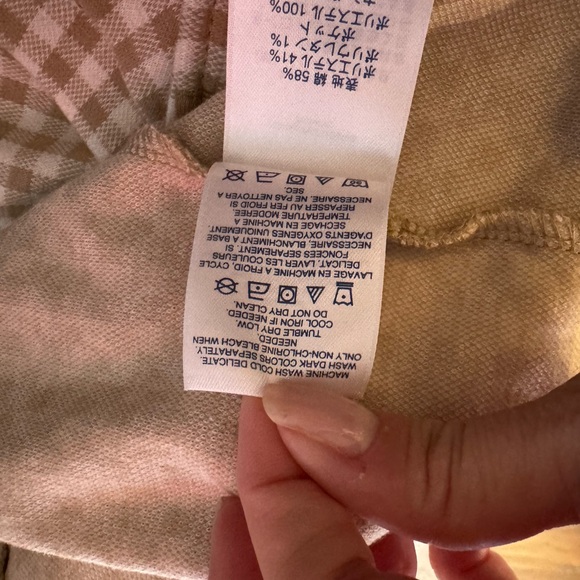 MACHINE WASH COLD DELICATE.
WASH DARK COLORS SEPARATELY.
ONLY NON-CHLORINE BLEACH WHEN
NEEDED.
TUMBLE DRY LOW.
COOL IRON IF NEEDED.
DO NOT DRY CLEAN.
LAVAGE EN MACHINE A FROID, CYCLE
DELICAT, LAVER LES COULEURS
FONCEES SEPAREMENT. SI
NECESSAIRE, BLANCHIMENT A BASE
D'AGENTS OXYGENES UNIQUEMENT.
SECHAGE EN MACHINE A
TEMPERATURE MODEREE.
REPASSER AU FER FROID SI
NECESSAIRE, NE PAS NETTOYER A
SEC.
表地 綿 58%
ポリエステル 41%
ポリウレタン 1%
ポケット
ポリエステル 100%